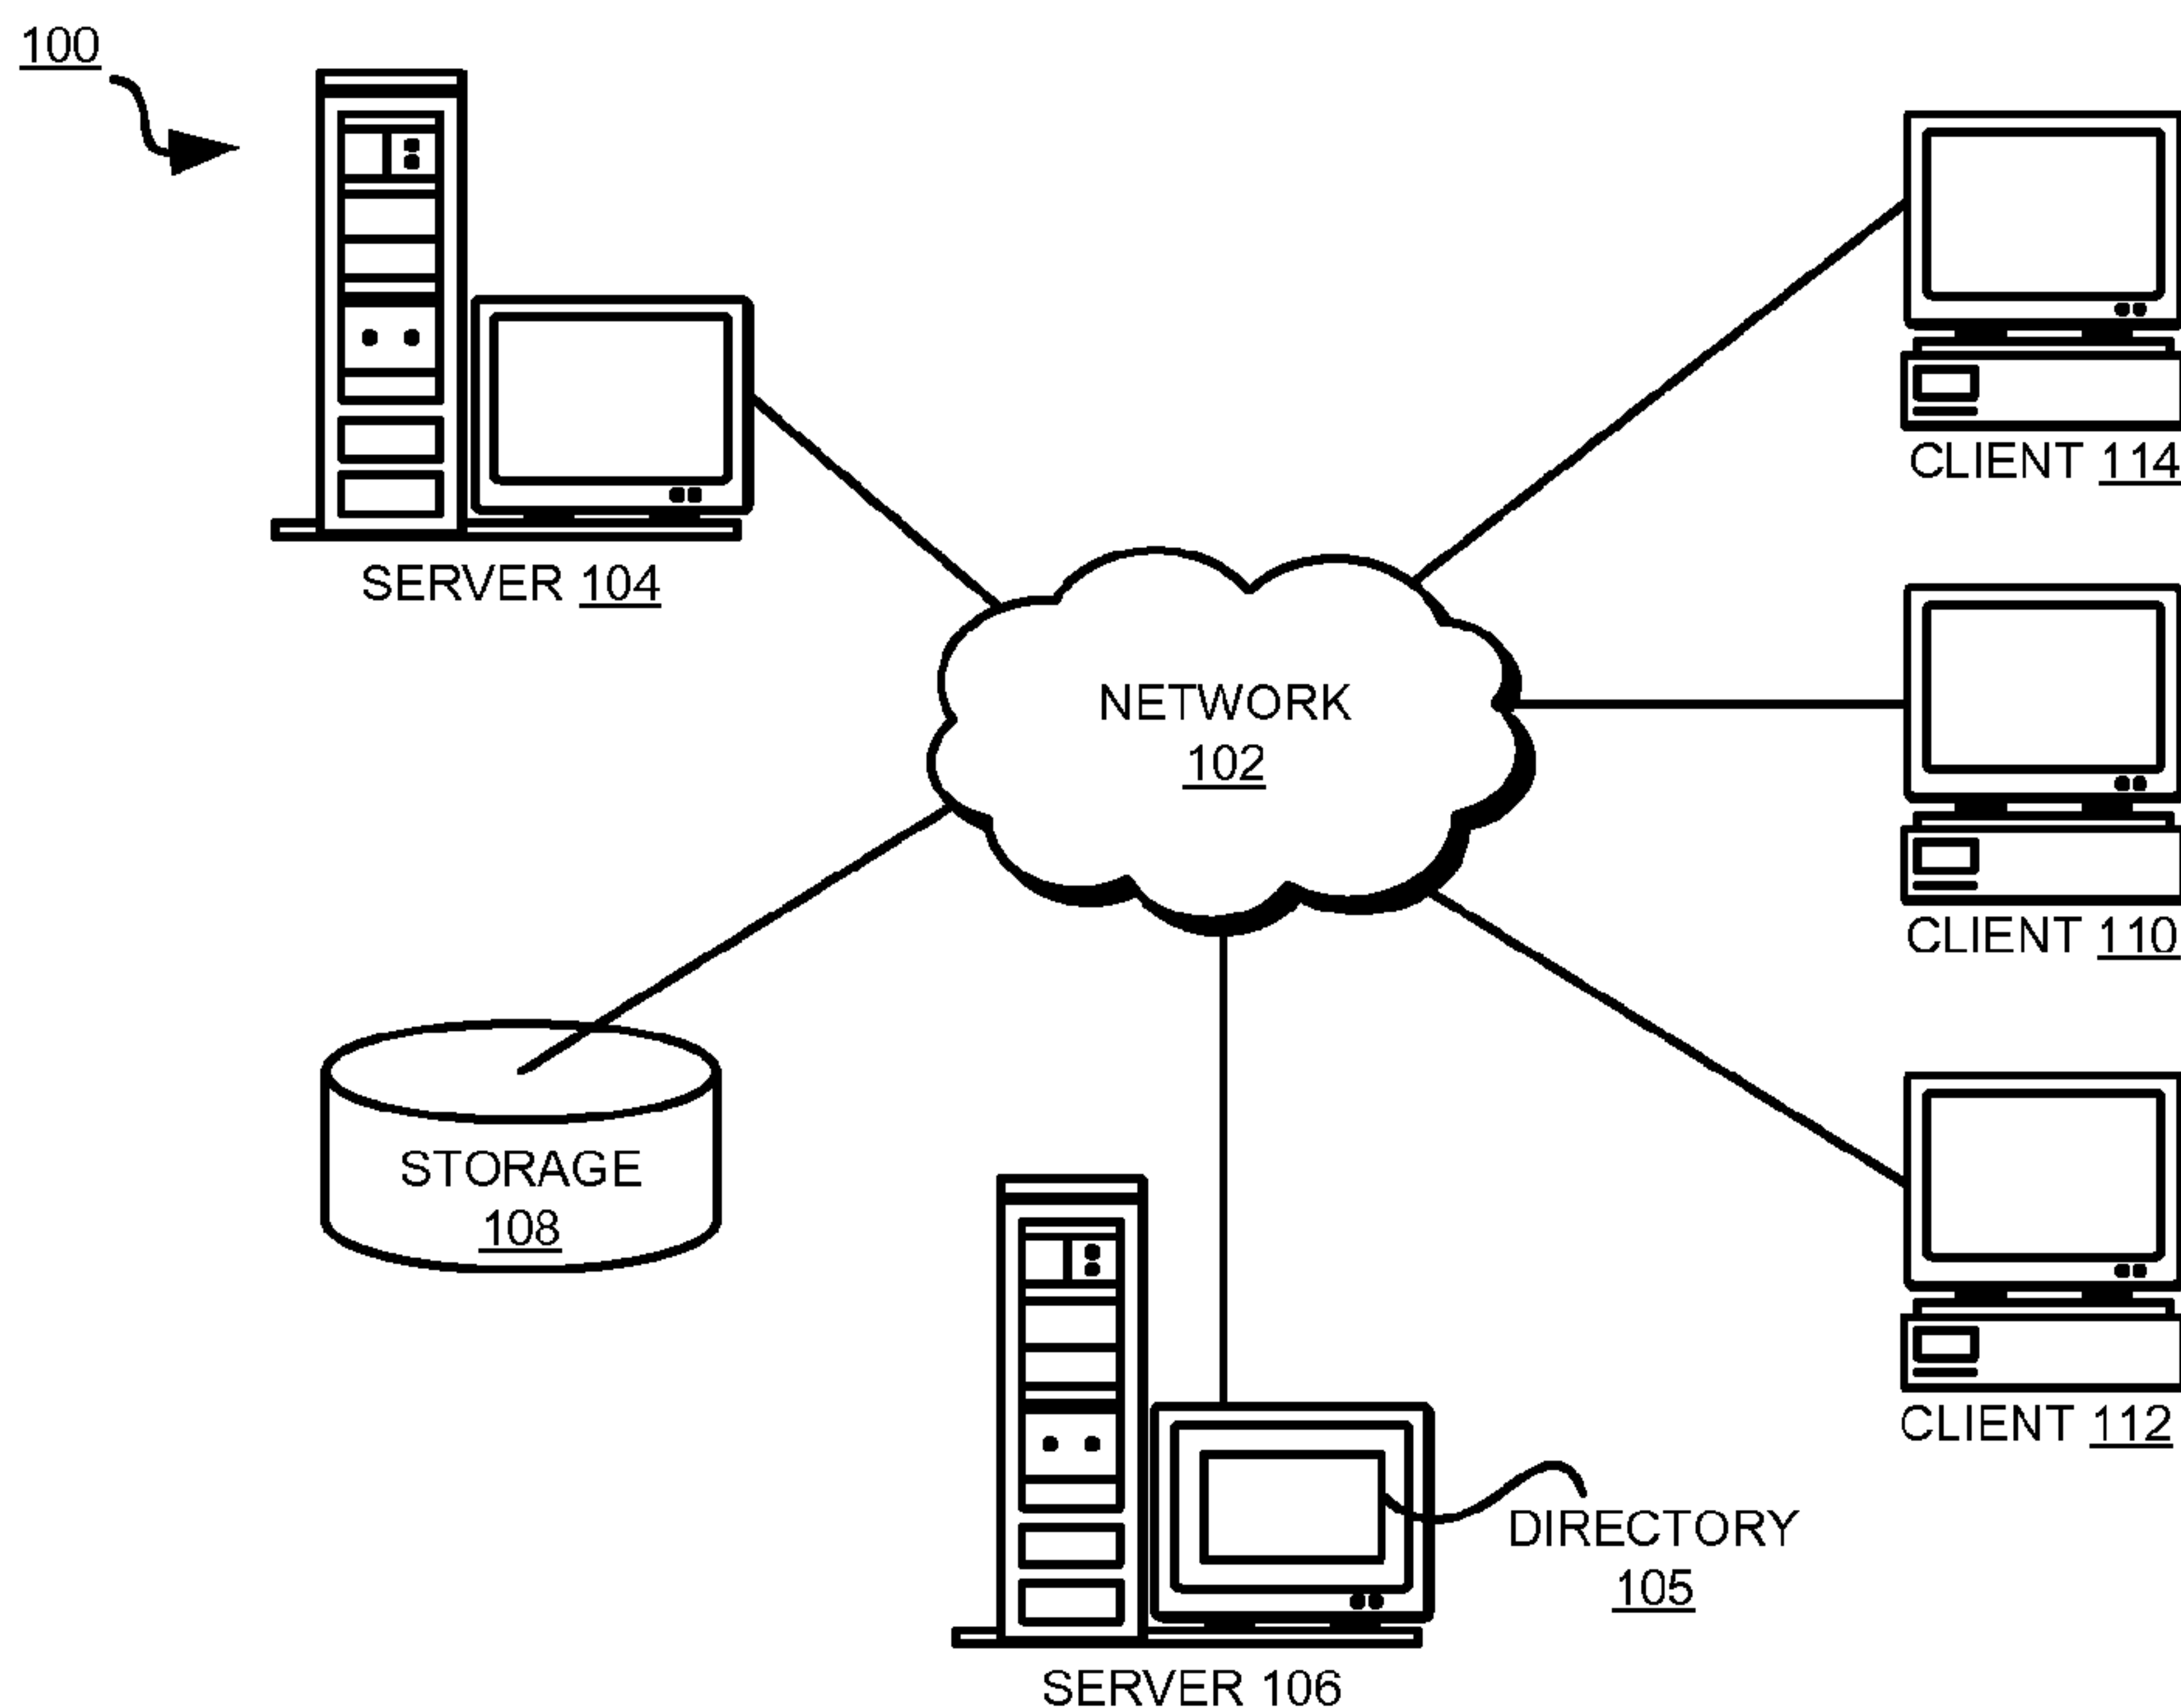 100
SERVER 104
CLIENT 114
NETWORK
102
CLIENT 110
STORAGE
108
CLIENT 112
DIRECTORY
105
SERVER 106